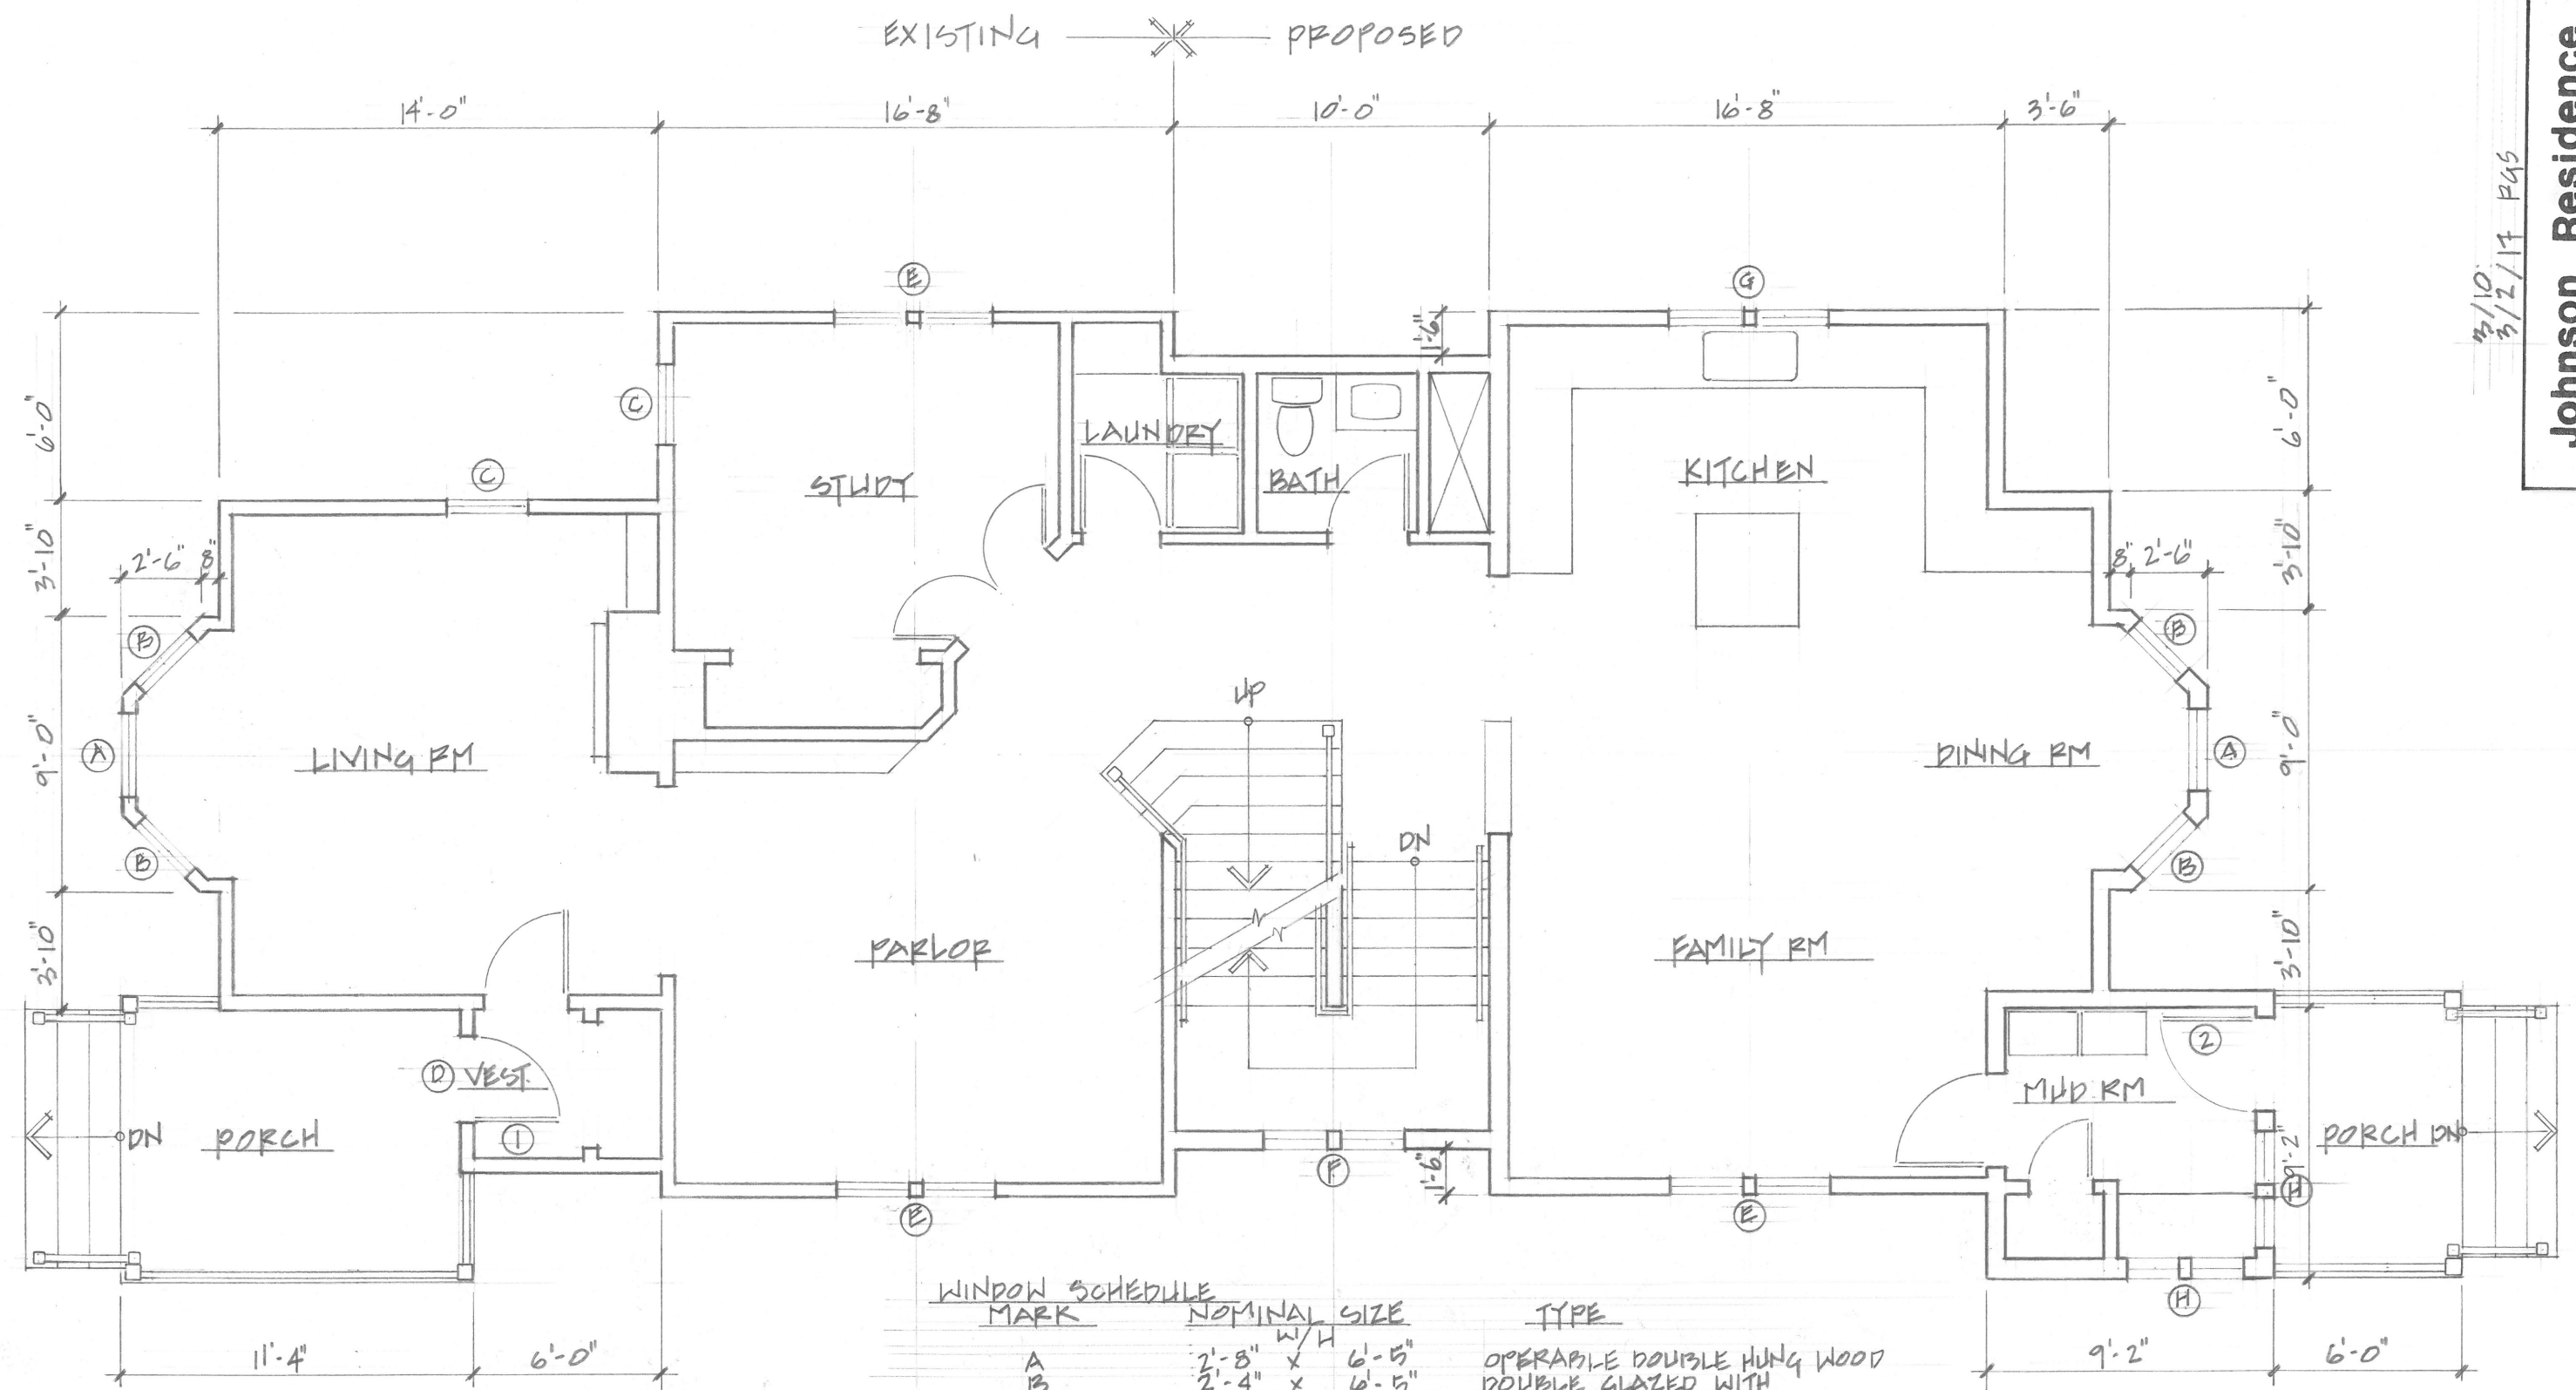 EXISTING PROPOSED
14'-0" 16'-8" 10'-0" 16'-8" 3'-6"
Johnson Residence
3/10
3/2/17 PGS
E G
1'-6"
C
6'-0" 6'-0"
LAUNDRY
C STUDY BATH KITCHEN
3'-10" 2'-6" 8" 8" 2'-6" 3'-10"
B B
UP
A 9'-0" LIVING RM DINING RM A 9'-0"
DN
B B
3'-10" PARLOR FAMILY RM 3'-10"
2
D VEST. MUD RM
DN PORCH 1 9'-2" PORCH DN
F 1'-6" H
E E
WINDOW SCHEDULE
MARK NOMINAL SIZE TYPE
W/H
H
11'-4" 6'-0" 9'-2" 6'-0"
A 2'-8" x 6'-5" OPERABLE DOUBLE HUNG WOOD
B 2'-4" x 6'-5" DOUBLE GLAZED WITH